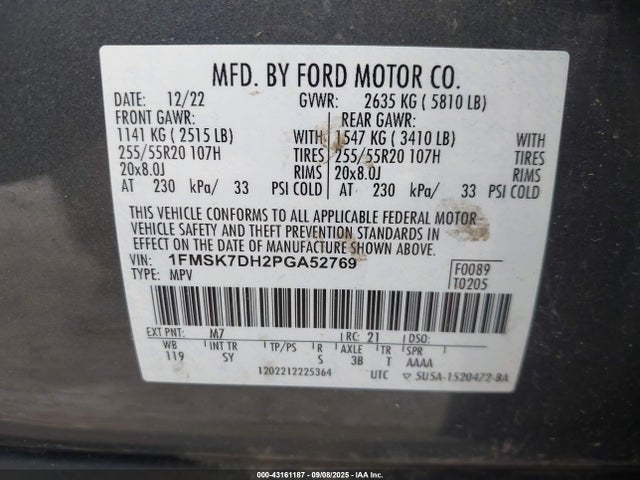 MFD. BY FORD MOTOR CO.
DATE: 12/22 GVWR: 2635 KG ( 5810 LB)
FRONT GAWR: REAR GAWR:
1141 KG ( 2515 LB) WITH 1547 KG ( 3410 LB) WITH
255/55R20 107H TIRES 255/55R20 107H TIRES
20x8.0J RIMS 20x8.0J RIMS
AT 230 kPa/ 33 PSI COLD AT 230 kPa/ 33 PSI COLD
THIS VEHICLE CONFORMS TO ALL APPLICABLE FEDERAL MOTOR
VEHICLE SAFETY AND THEFT PREVENTION STANDARDS IN
EFFECT ON THE DATE OF MANUFACTURE SHOWN ABOVE.
VIN: 1FMSK7DH2PGA52769 F0089
TYPE: MPV T0205
EXT PNT: M7 RC: 21 DSO:
WB INT TR TP/PS R AXLE TR SPR
119 SY S 3B T AAAA
1202212225364 UTC ▽ 5U5A-1520472-BA
000-43161187 - 09/08/2025 - IAA Inc.